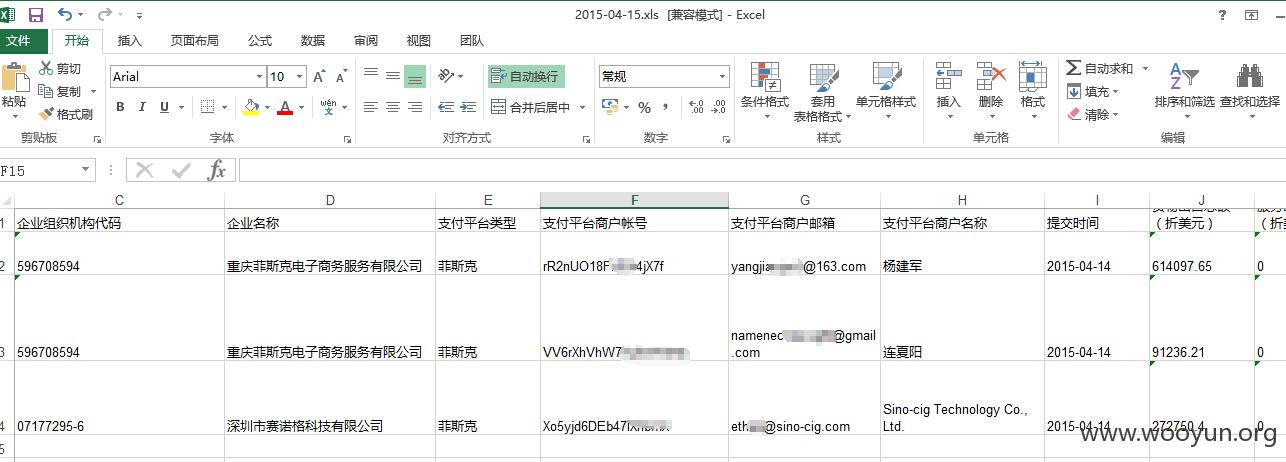 2015-04-15.xls [兼容模式] - Excel
文件 开始 插入 页面布局 公式 数据 审阅 视图 团队
粘贴 剪切 复制 格式刷
剪贴板
Arial 10
B I U
字体
自动换行
合并后居中
对齐方式
常规
数字
条件格式 套用表格格式 单元格样式
样式
插入 删除 格式
单元格
自动求和 填充 清除
排序和筛选 查找和选择
编辑
F15 fx
C D E F G H I J
1 企业组织机构代码 企业名称 支付平台类型 支付平台商户帐号 支付平台商户邮箱 支付平台商户名称 提交时间 （折美元） （折
2 596708594 重庆菲斯克电子商务服务有限公司 菲斯克 rR2nUO18F 4jX7f yangjia @163.com 杨建军 2015-04-14 614097.65 0
3 596708594 重庆菲斯克电子商务服务有限公司 菲斯克 VV6rXhVhW7 namenec @gmail
.com 连夏阳 2015-04-14 91236.21 0
4 07177295-6 深圳市赛诺格科技有限公司 菲斯克 Xo5yjd6DEb47f eth @sino-cig.com Sino-cig Technology Co.,
Ltd. 2015-04-14 272750.4 0
5
www.wooyun.org